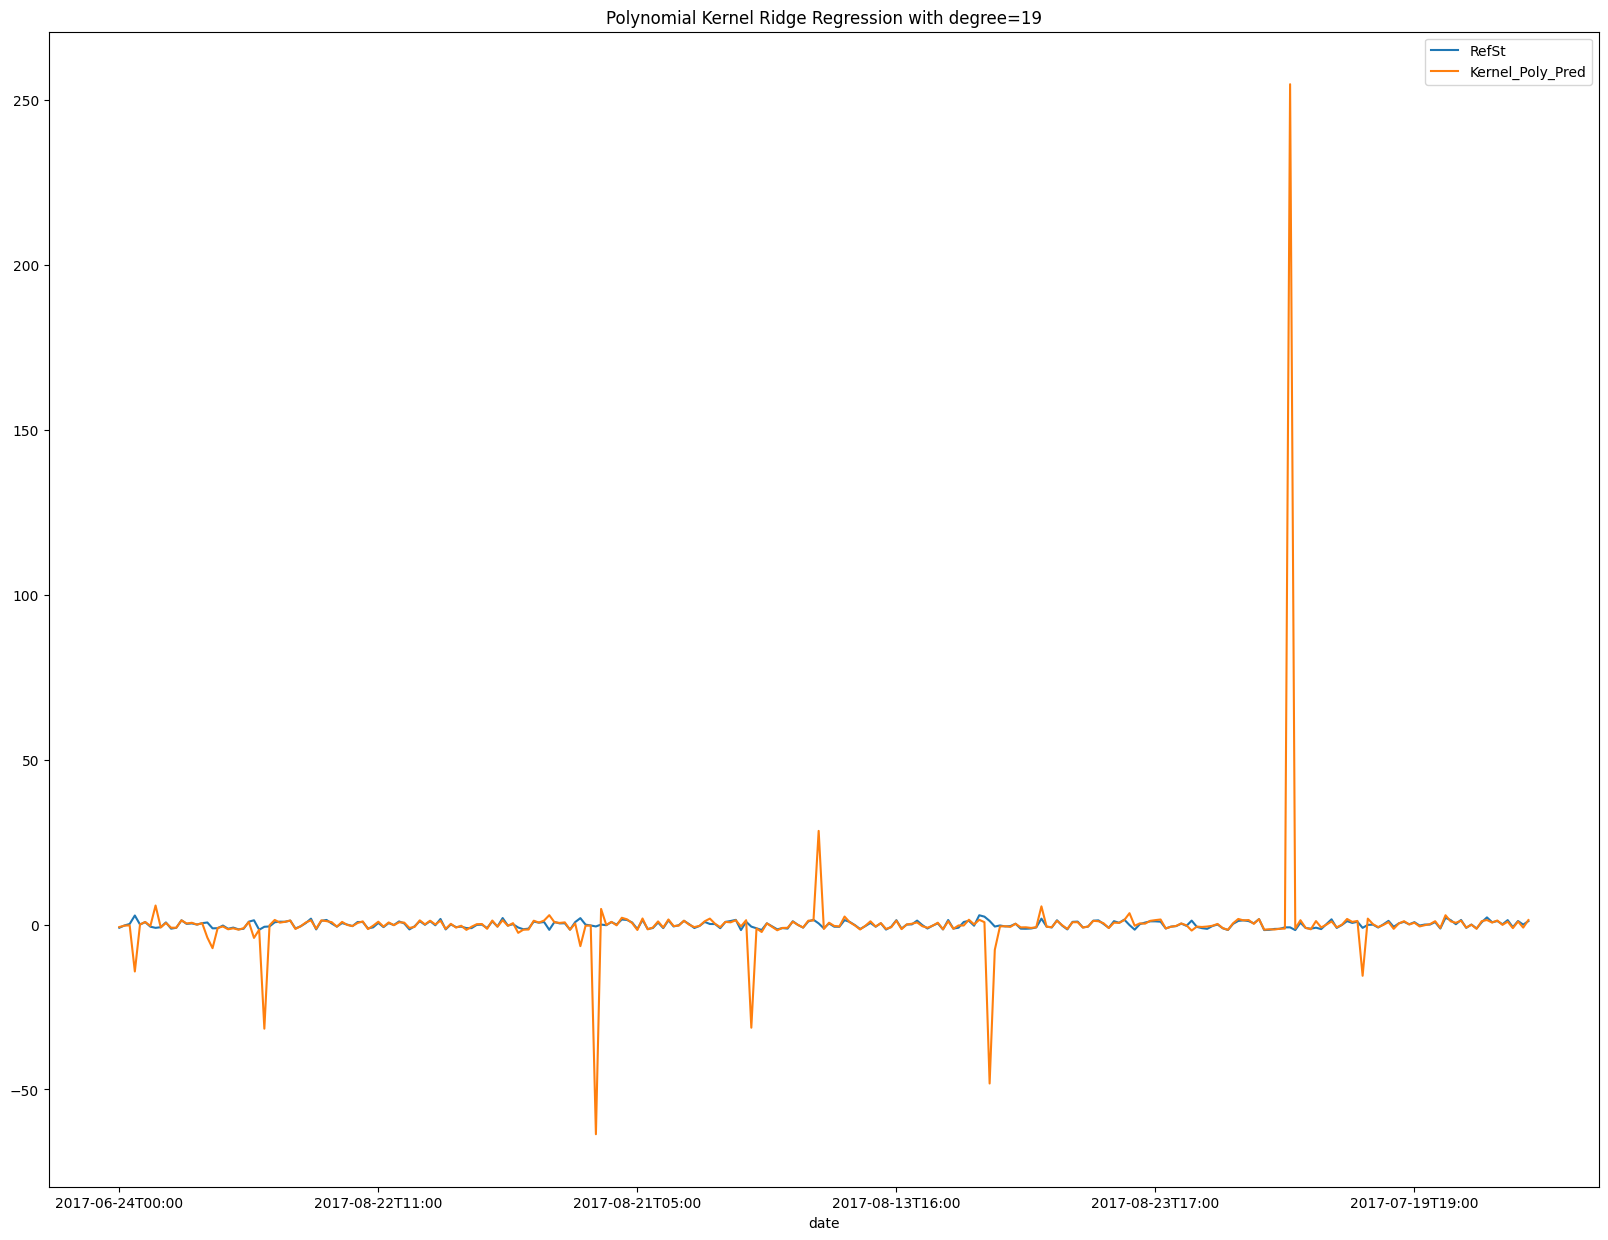 Polynomial Kernel Ridge Regression with degree=19
RefSt
Kernel_Poly_Pred
250
200
150
100
50
0
−50
2017-06-24T00:00 2017-08-22T11:00 2017-08-21T05:00 2017-08-13T16:00 2017-08-23T17:00 2017-07-19T19:00
date